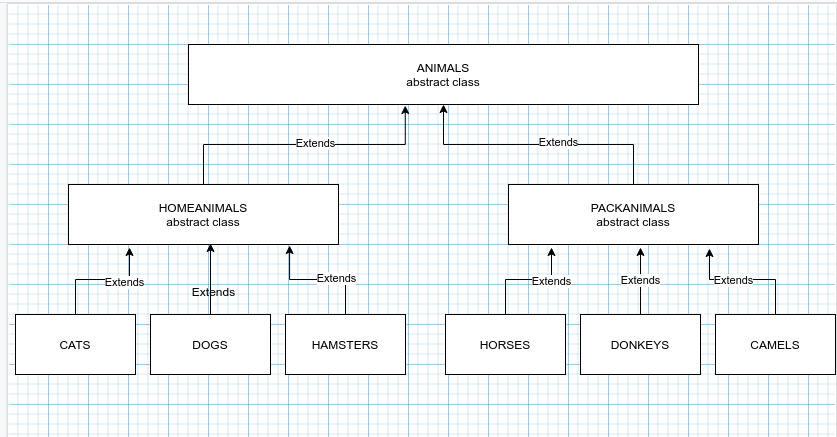 ANIMALS
abstract class
Extends
Extends
HOMEANIMALS
abstract class
PACKANIMALS
abstract class
Extends
Extends
Extends
Extends
Extends
Extends
CATS
DOGS
HAMSTERS
HORSES
DONKEYS
CAMELS